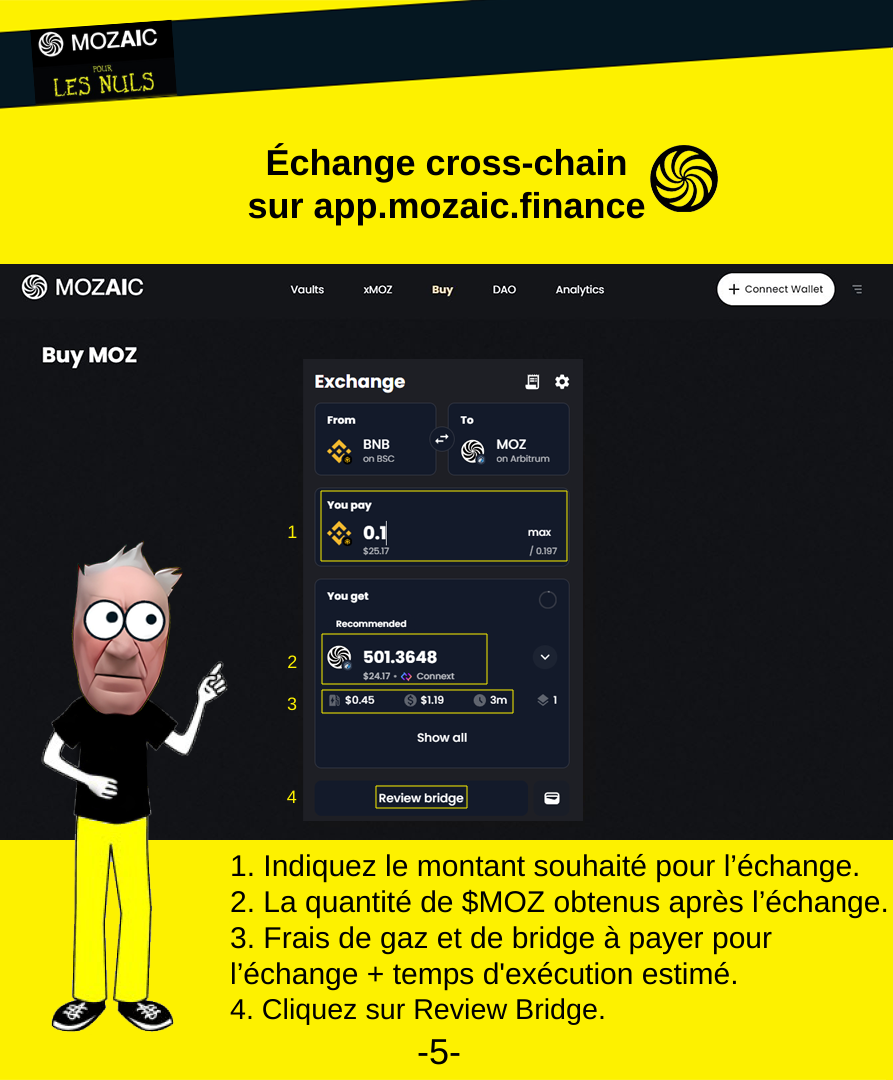 MOZAIC
POUR
LES NULS
Échange cross-chain
sur app.mozaic.finance
MOZAIC
Vaults
xMOZ
Buy
DAO
Analytics
+ Connect Wallet
Buy MOZ
Exchange
From
To
BNB
on BSC
MOZ
on Arbitrum
You pay
1
0.1
max
$25.17
/ 0.197
You get
Recommended
2
501.3648
$24.17 • Connext
3
$0.45
$1.19
3m
1
Show all
4
Review bridge
1. Indiquez le montant souhaité pour l’échange.
2. La quantité de $MOZ obtenus après l’échange.
3. Frais de gaz et de bridge à payer pour
l’échange + temps d'exécution estimé.
4. Cliquez sur Review Bridge.
-5-